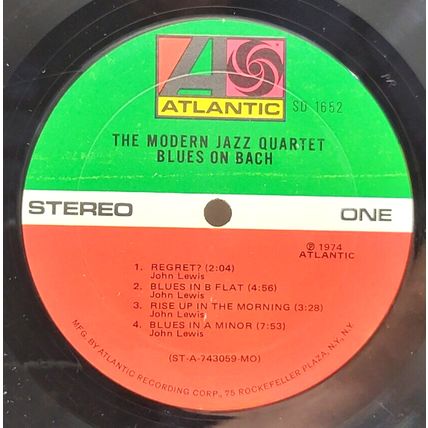 ATLANTIC
SD 1652
THE MODERN JAZZ QUARTET
BLUES ON BACH
STEREO
ONE
℗ 1974
ATLANTIC
1. REGRET? (2:04)
John Lewis
2. BLUES IN B FLAT (4:56)
John Lewis
3. RISE UP IN THE MORNING (3:28)
John Lewis
4. BLUES IN A MINOR (7:53)
John Lewis
(ST-A-743059-MO)
MFG. BY ATLANTIC RECORDING CORP., 75 ROCKEFELLER PLAZA, N.Y., N.Y.